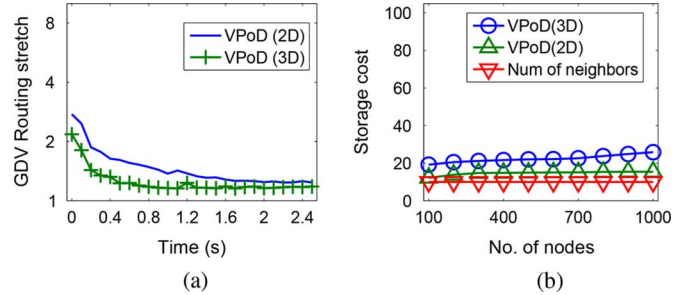 GDV Routing stretch
8
4
2
1
VPoD (2D)
VPoD (3D)
0 0.4 0.8 1.2 1.6 2 2.4
Time (s)
(a)
Storage cost
100
80
60
40
20
0
VPoD(3D)
VPoD(2D)
Num of neighbors
100 400 700 1000
No. of nodes
(b)